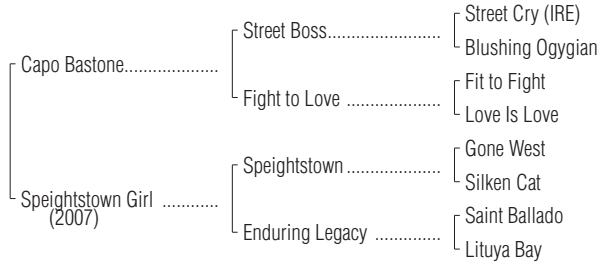 Street Cry (IRE)
Street Boss....................
Blushing Ogygian
Capo Bastone...................
Fit to Fight
Fight to Love ...................
Love Is Love
Gone West
Speightstown ...................
Silken Cat
Speightstown Girl ............
(2007)
Saint Ballado
Enduring Legacy .............
Lituya Bay